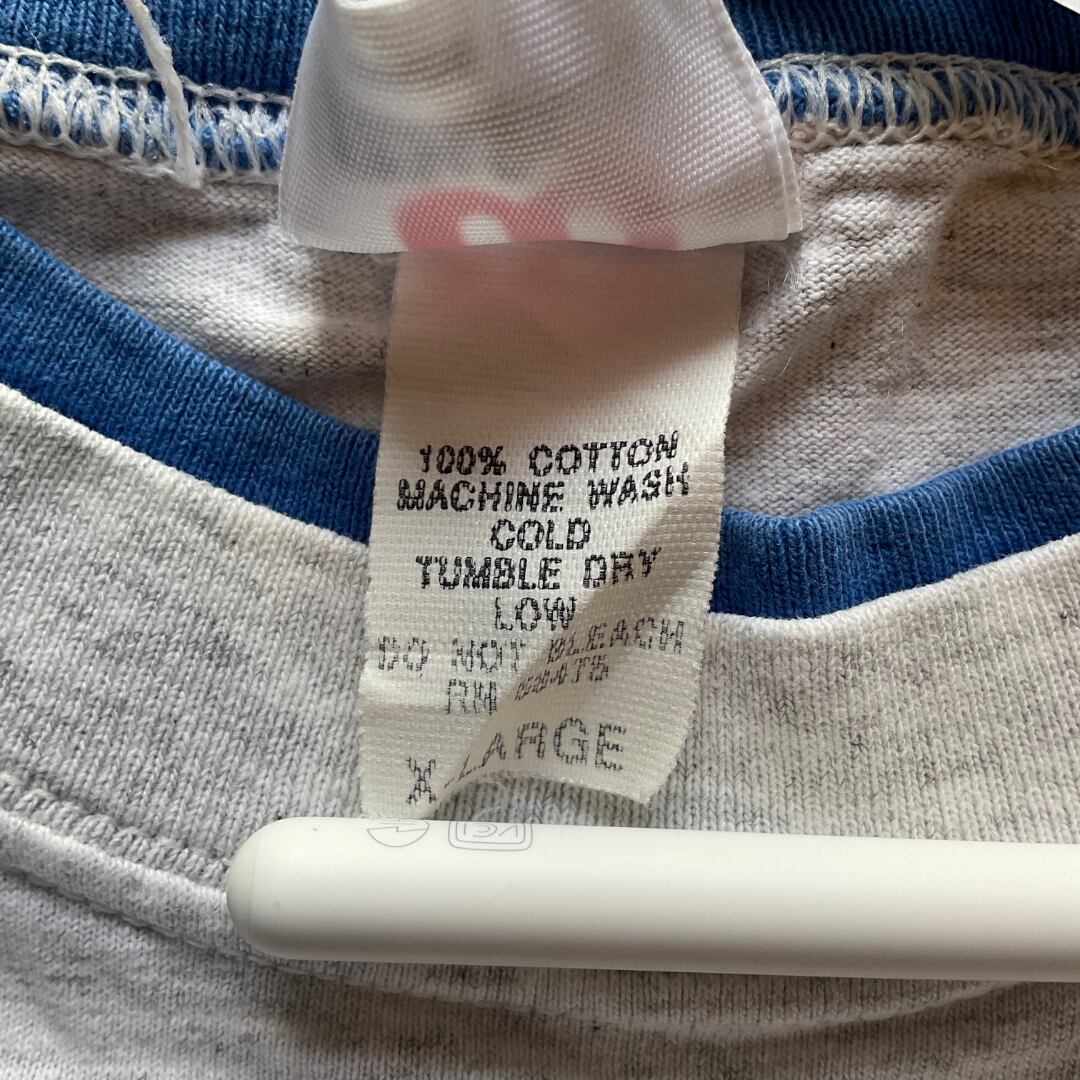 100% COTTON
MACHINE WASH
COLD
TUMBLE DRY
LOW
DO NOT BLEACH
RN
X-LARGE